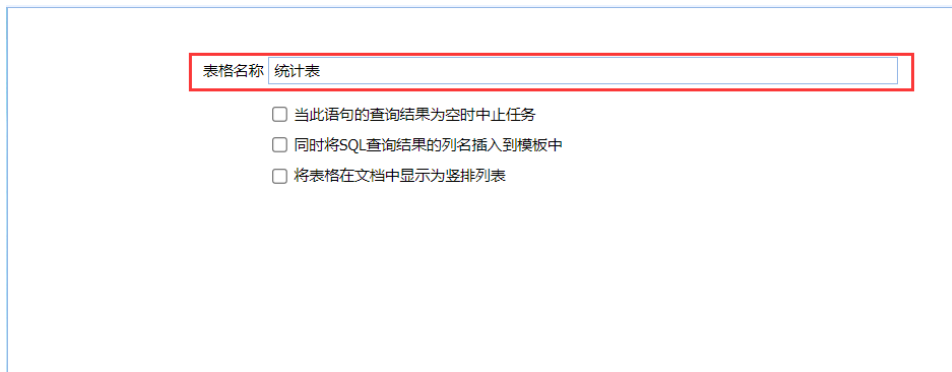 表格名称 统计表
当此语句的查询结果为空时中止任务
同时将SQL查询结果的列名插入到模板中
将表格在文档中显示为竖排列表